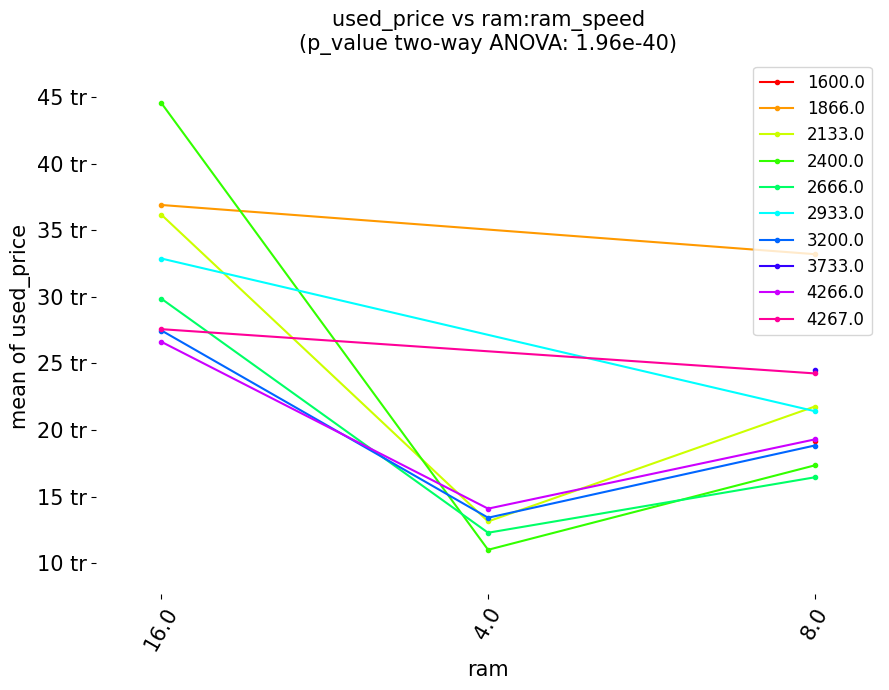 used_price vs ram:ram_speed
(p_value two-way ANOVA: 1.96e-40)
45 tr
40 tr
35 tr
30 tr
25 tr
20 tr
15 tr
10 tr
mean of used_price
1600.0
1866.0
2133.0
2400.0
2666.0
2933.0
3200.0
3733.0
4266.0
4267.0
16.0
4.0
8.0
ram